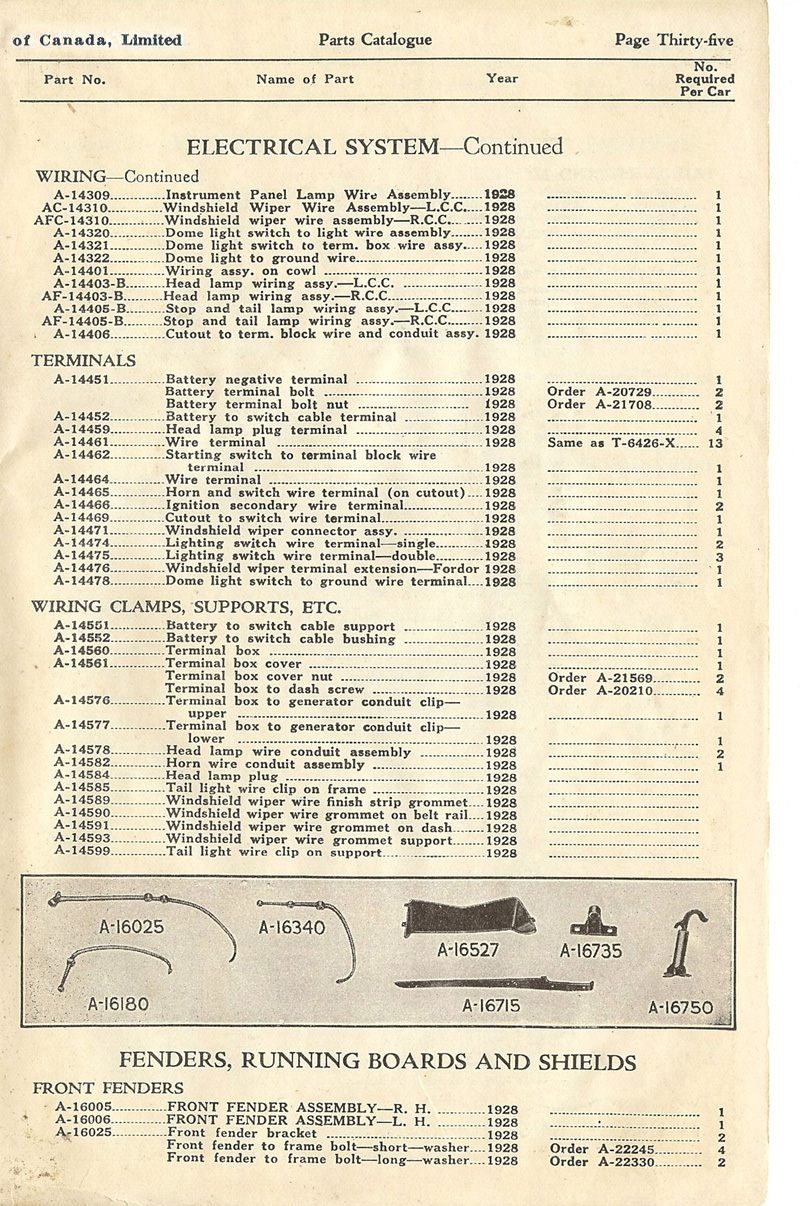 of Canada, Limited Parts Catalogue Page Thirty-five
Part No. Name of Part Year No. Required Per Car
ELECTRICAL SYSTEM—Continued
WIRING—Continued
A-14309............Instrument Panel Lamp Wire Assembly.......1928 .................... 1
AC-14310............Windshield Wiper Wire Assembly—L.C.C.....1928 .................... 1
AFC-14310............Windshield wiper wire assembly—R.C.C.....1928 .................... 1
A-14320............Dome light switch to light wire assembly.......1928 .................... 1
A-14321............Dome light switch to term. box wire assy....1928 .................... 1
A-14322............Dome light to ground wire............1928 .................... 1
A-14401............Wiring assy. on cowl ............1928 .................... 1
A-14403-B.........Head lamp wiring assy.—L.C.C. ............1928 .................... 1
AF-14403-B.........Head lamp wiring assy.—R.C.C............1928 .................... 1
A-14405-B.........Stop and tail lamp wiring assy.—L.C.C.......1928 .................... 1
AF-14405-B.........Stop and tail lamp wiring assy.—R.C.C.......1928 .................... 1
A-14406............Cutout to term. block wire and conduit assy. 1928 .................... 1
TERMINALS
A-14451............Battery negative terminal ............1928 .................... 1
Battery terminal bolt ............1928 Order A-20729............ 2
Battery terminal bolt nut ............ 1928 Order A-21708............ 2
A-14452............Battery to switch cable terminal ............1928 .................... 1
A-14459............Head lamp plug terminal ............1928 .................... 4
A-14461............Wire terminal ............1928 Same as T-6426-X...... 13
A-14462............Starting switch to terminal block wire
terminal ............1928 .................... 1
A-14464............Wire terminal ............1928 .................... 1
A-14465............Horn and switch wire terminal (on cutout)....1928 .................... 1
A-14466............Ignition secondary wire terminal............1928 .................... 2
A-14469............Cutout to switch wire terminal............1928 .................... 1
A-14471............Windshield wiper connector assy. ............1928 .................... 1
A-14474............Lighting switch wire terminal—single.........1928 .................... 2
A-14475............Lighting switch wire terminal—double.........1928 .................... 3
A-14476............Windshield wiper terminal extension—Fordor 1928 .................... 1
A-14478............Dome light switch to ground wire terminal....1928 .................... 1
WIRING CLAMPS, SUPPORTS, ETC.
A-14551............Battery to switch cable support ............1928 .................... 1
A-14552............Battery to switch cable bushing ............1928 .................... 1
A-14560............Terminal box ............1928 .................... 1
A-14561............Terminal box cover ............1928 .................... 1
Terminal box cover nut ............1928 Order A-21569............ 2
Terminal box to dash screw ............1928 Order A-20210............ 4
A-14576............Terminal box to generator conduit clip—
upper ............1928 .................... 1
A-14577............Terminal box to generator conduit clip—
lower ............1928 .................... 1
A-14578............Head lamp wire conduit assembly ............1928 .................... 2
A-14582............Horn wire conduit assembly ............1928 .................... 1
A-14584............Head lamp plug ............1928 ....................
A-14585............Tail light wire clip on frame ............1928 ....................
A-14589............Windshield wiper wire finish strip grommet....1928 ....................
A-14590............Windshield wiper wire grommet on belt rail....1928 ....................
A-14591............Windshield wiper wire grommet on dash.......1928 ....................
A-14593............Windshield wiper wire grommet support.......1928 ....................
A-14599............Tail light wire clip on support............1928 ....................
A-16025 A-16340 A-16527 A-16735
A-16180 A-16715 A-16750
FENDERS, RUNNING BOARDS AND SHIELDS
FRONT FENDERS
A-16005............FRONT FENDER ASSEMBLY—R. H. ............1928 .................... 1
A-16006............FRONT FENDER ASSEMBLY—L. H. ............1928 .................... 1
A-16025............Front fender bracket ............1928 .................... 2
Front fender to frame bolt—short—washer....1928 Order A-22245............ 4
Front fender to frame bolt—long—washer....1928 Order A-22330............ 2